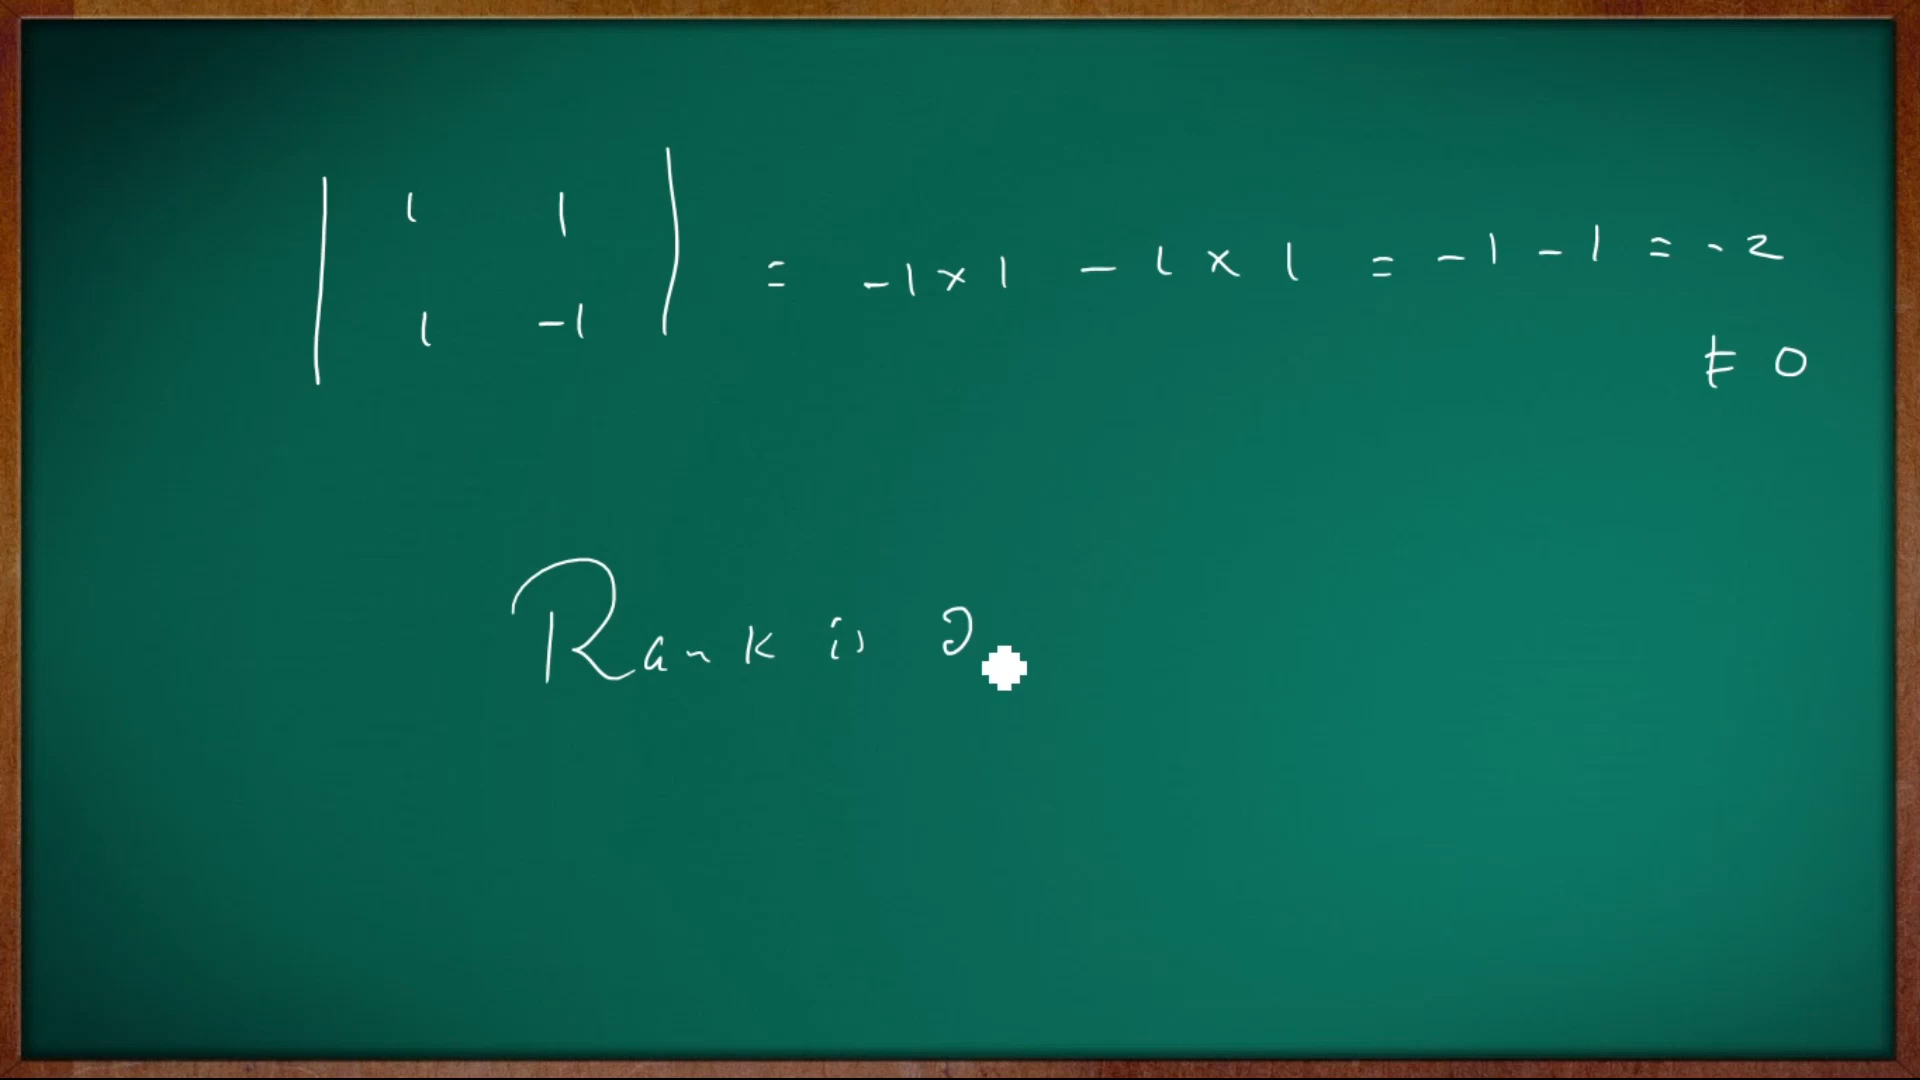 | 1 1 | = -1 x 1 - 1 x 1 = -1 - 1 = -2
| 1 -1 |
≠ 0
Rank is 2